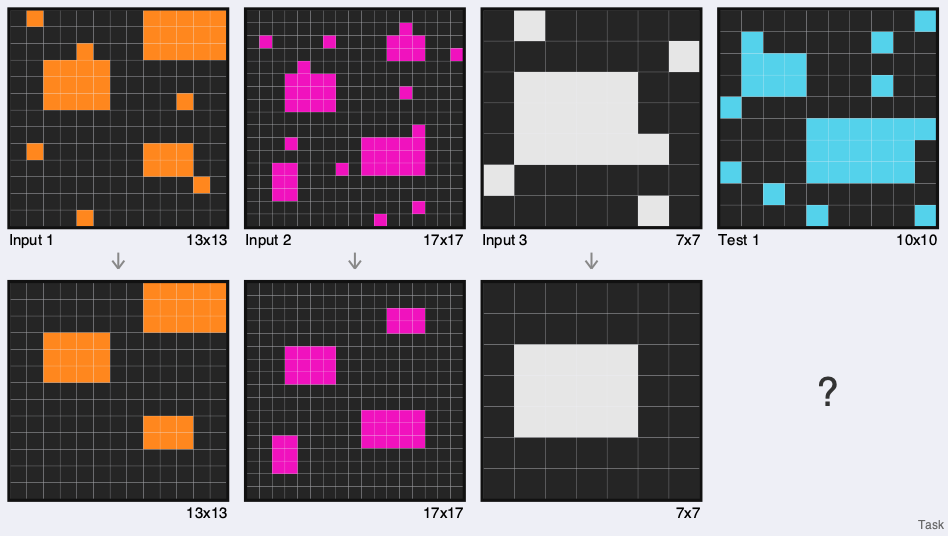 Input 1 13x13
Input 2 17x17
Input 3 7x7
Test 1 10x10
?
13x13
17x17
7x7
Task